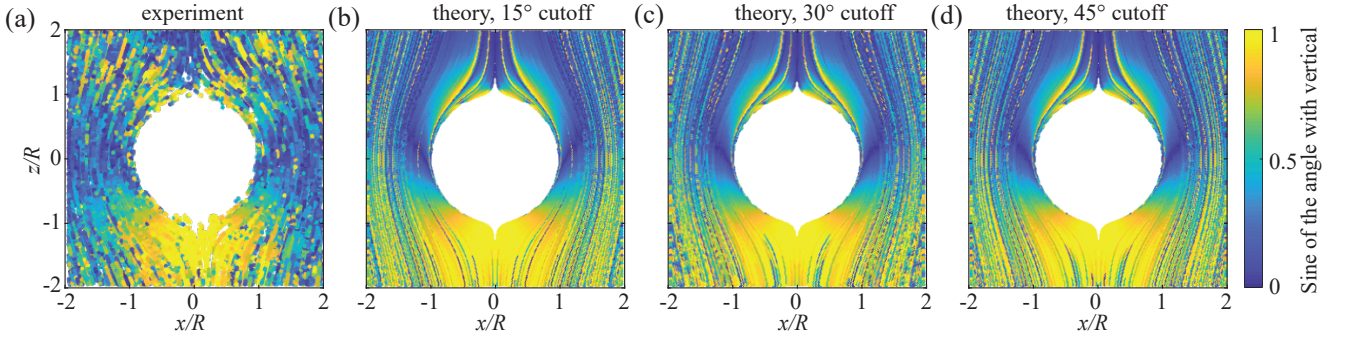 (a) experiment
(b) theory, 15° cutoff
(c) theory, 30° cutoff
(d) theory, 45° cutoff
2
1
0
-1
-2
z/R
-2 -1 0 1 2
x/R
-2 -1 0 1 2
x/R
-2 -1 0 1 2
x/R
-2 -1 0 1 2
x/R
1
0.5
0
Sine of the angle with vertical